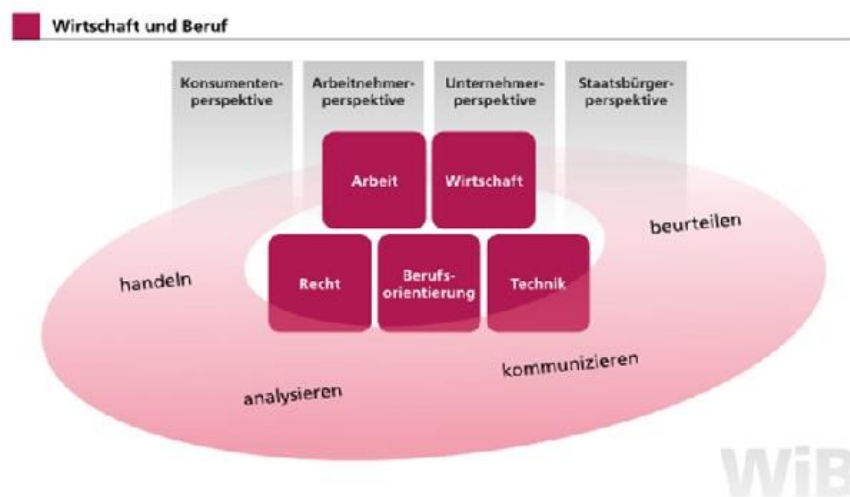 Wirtschaft und Beruf
Konsumenten-
perspektive
Arbeitnehmer-
perspektive
Unternehmer-
perspektive
Staatsbürger-
perspektive
Arbeit
Wirtschaft
beurteilen
handeln
Recht
Berufs-
orientierung
Technik
kommunizieren
analysieren
WiB